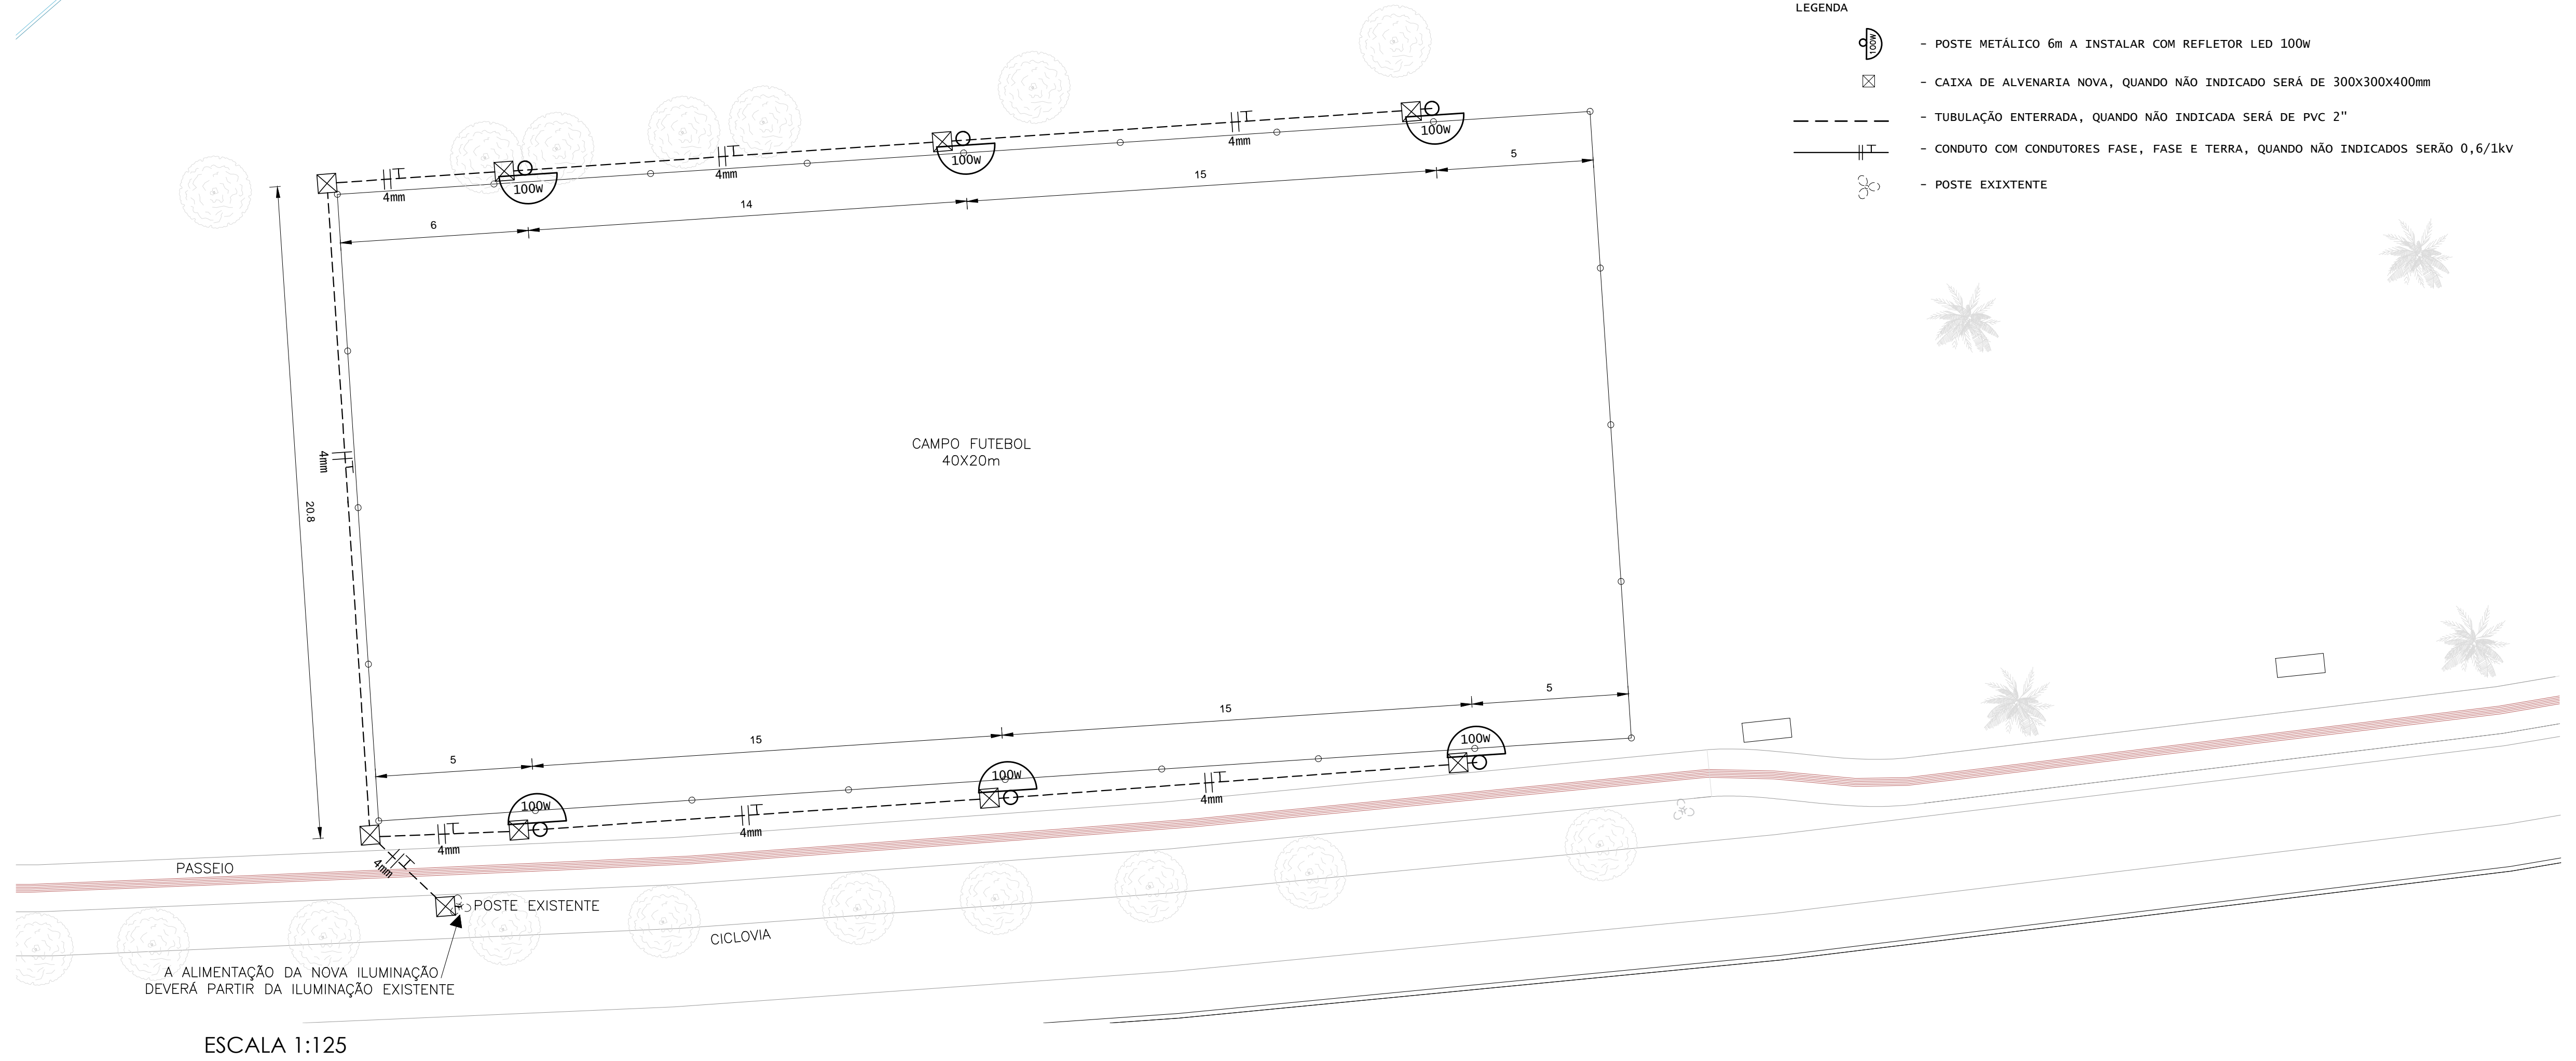 LEGENDA
100W
- POSTE METÁLICO 6m A INSTALAR COM REFLETOR LED 100W
- CAIXA DE ALVENARIA NOVA, QUANDO NÃO INDICADO SERÁ DE 300X300X400mm
- TUBULAÇÃO ENTERRADA, QUANDO NÃO INDICADA SERÁ DE PVC 2"
- CONDUTO COM CONDUTORES FASE, FASE E TERRA, QUANDO NÃO INDICADOS SERÃO 0,6/1kV
- POSTE EXIXTENTE
100W
100W
100W
4mm
4mm
4mm
6
14
15
5
4mm
20.8
CAMPO FUTEBOL
40X20m
5
15
15
5
100W
100W
100W
4mm
4mm
4mm
4mm
PASSEIO
POSTE EXISTENTE
CICLOVIA
A ALIMENTAÇÃO DA NOVA ILUMINAÇÃO
DEVERÁ PARTIR DA ILUMINAÇÃO EXISTENTE
ESCALA 1:125